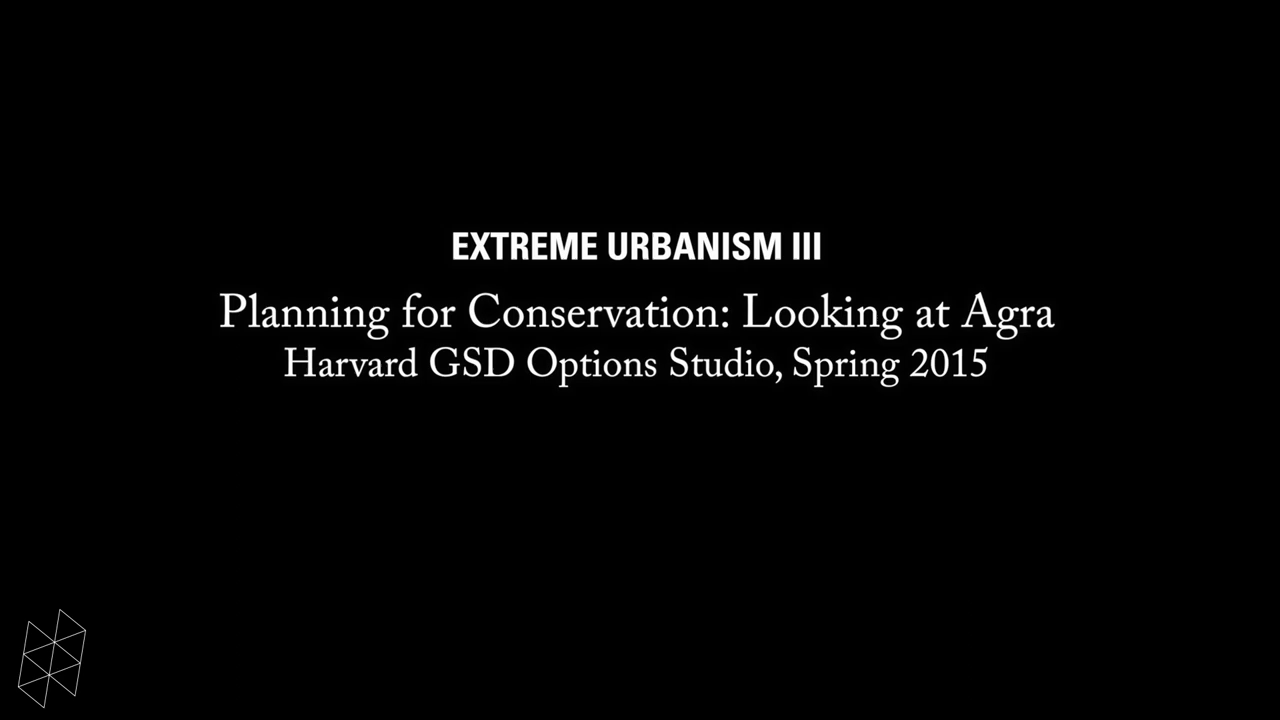 EXTREME URBANISM III
Planning for Conservation: Looking at Agra
Harvard GSD Options Studio, Spring 2015